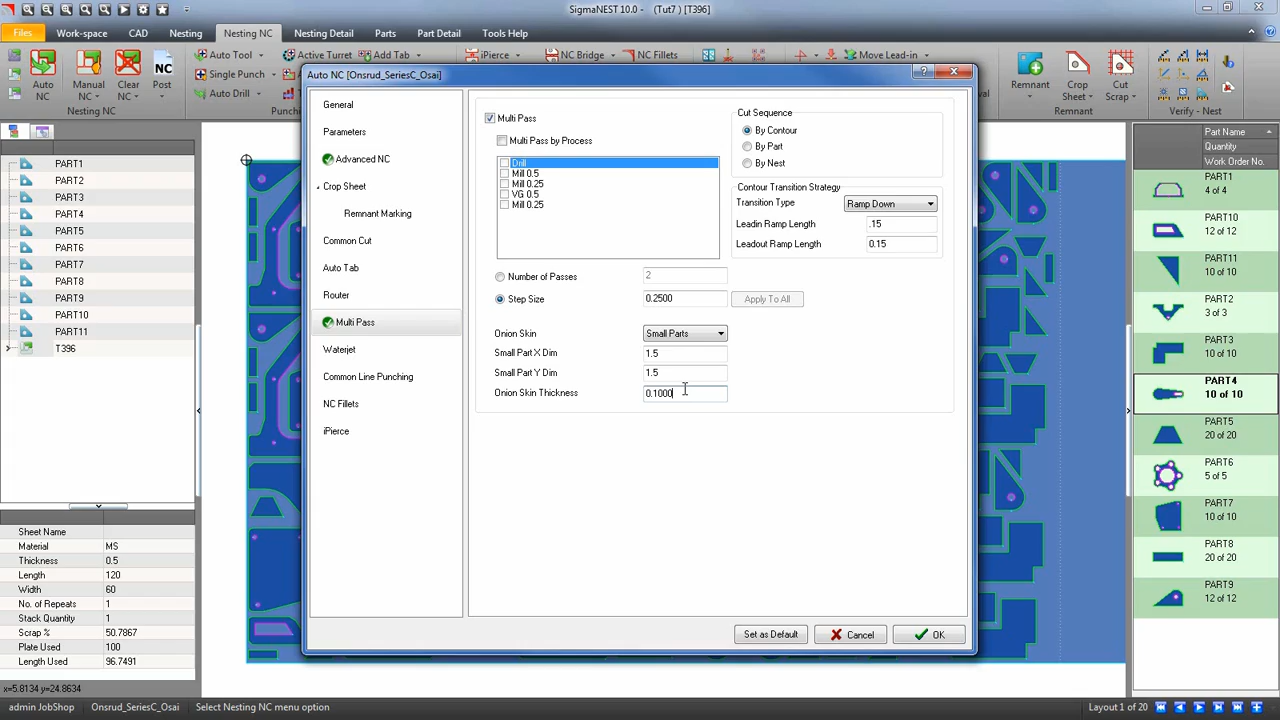 SigmaNEST 10.0 - (Tut7 ) [T396]
Files
Work-space
CAD
Nesting
Nesting NC
Nesting Detail
Parts
Part Detail
Tools Help
Auto NC
Manual NC
Clear NC
NC
Post
Nesting NC
Auto Tool
Single Punch
Auto Drill
Active Turret
Add Tab
iPierce
NC Bridge
NC Fillets
Move Lead-in
Remnant
Crop Sheet
Cut Scrap
Remnant
Verify - Nest
Auto NC [Onsrud_SeriesC_Osai]
PART1
PART2
PART3
PART4
PART5
PART6
PART7
PART8
PART9
PART10
PART11
T396
Sheet Name
Material MS
Thickness 0.5
Length 120
Width 60
No. of Repeats 1
Stack Quantity 1
Scrap % 50.7867
Plate Used 100
Length Used 96.7491
x=5.8134 y=24.8634
General
Parameters
Advanced NC
Crop Sheet
Remnant Marking
Common Cut
Auto Tab
Router
Multi Pass
Waterjet
Common Line Punching
NC Fillets
iPierce
Multi Pass
Multi Pass by Process
Drill
Mill 0.5
Mill 0.25
VG 0.5
Mill 0.25
Number of Passes 2
Step Size 0.2500 Apply To All
Onion Skin Small Parts
Small Part X Dim 1.5
Small Part Y Dim 1.5
Onion Skin Thickness 0.1000
Cut Sequence
By Contour
By Part
By Nest
Contour Transition Strategy
Transition Type Ramp Down
Leadin Ramp Length .15
Leadout Ramp Length 0.15
Set as Default Cancel OK
Part Name
Quantity
Work Order No.
PART1
4 of 4
PART10
12 of 12
PART11
10 of 10
PART2
3 of 3
PART3
10 of 10
PART4
10 of 10
PART5
20 of 20
PART6
5 of 5
PART7
10 of 10
PART8
20 of 20
PART9
12 of 12
admin JobShop Onsrud_SeriesC_Osai Select Nesting NC menu option Layout 1 of 20